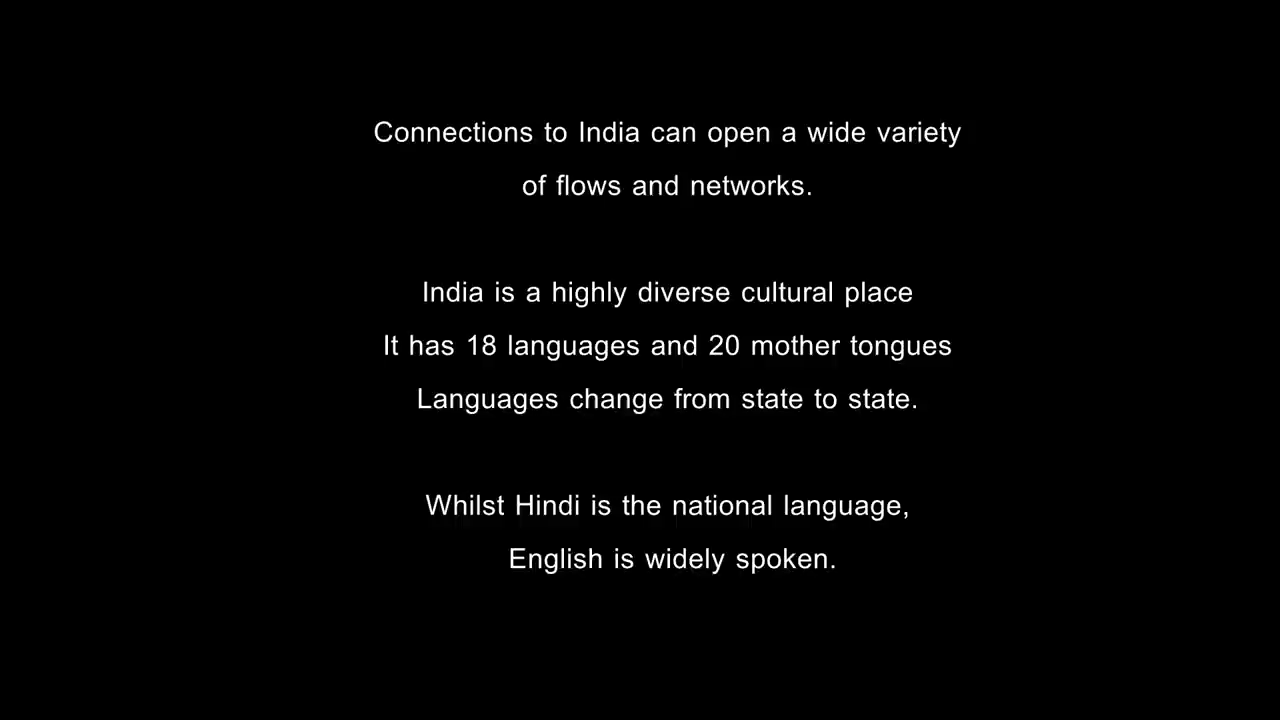 Connections to India can open a wide variety
of flows and networks.
India is a highly diverse cultural place
It has 18 languages and 20 mother tongues
Languages change from state to state.
Whilst Hindi is the national language,
English is widely spoken.